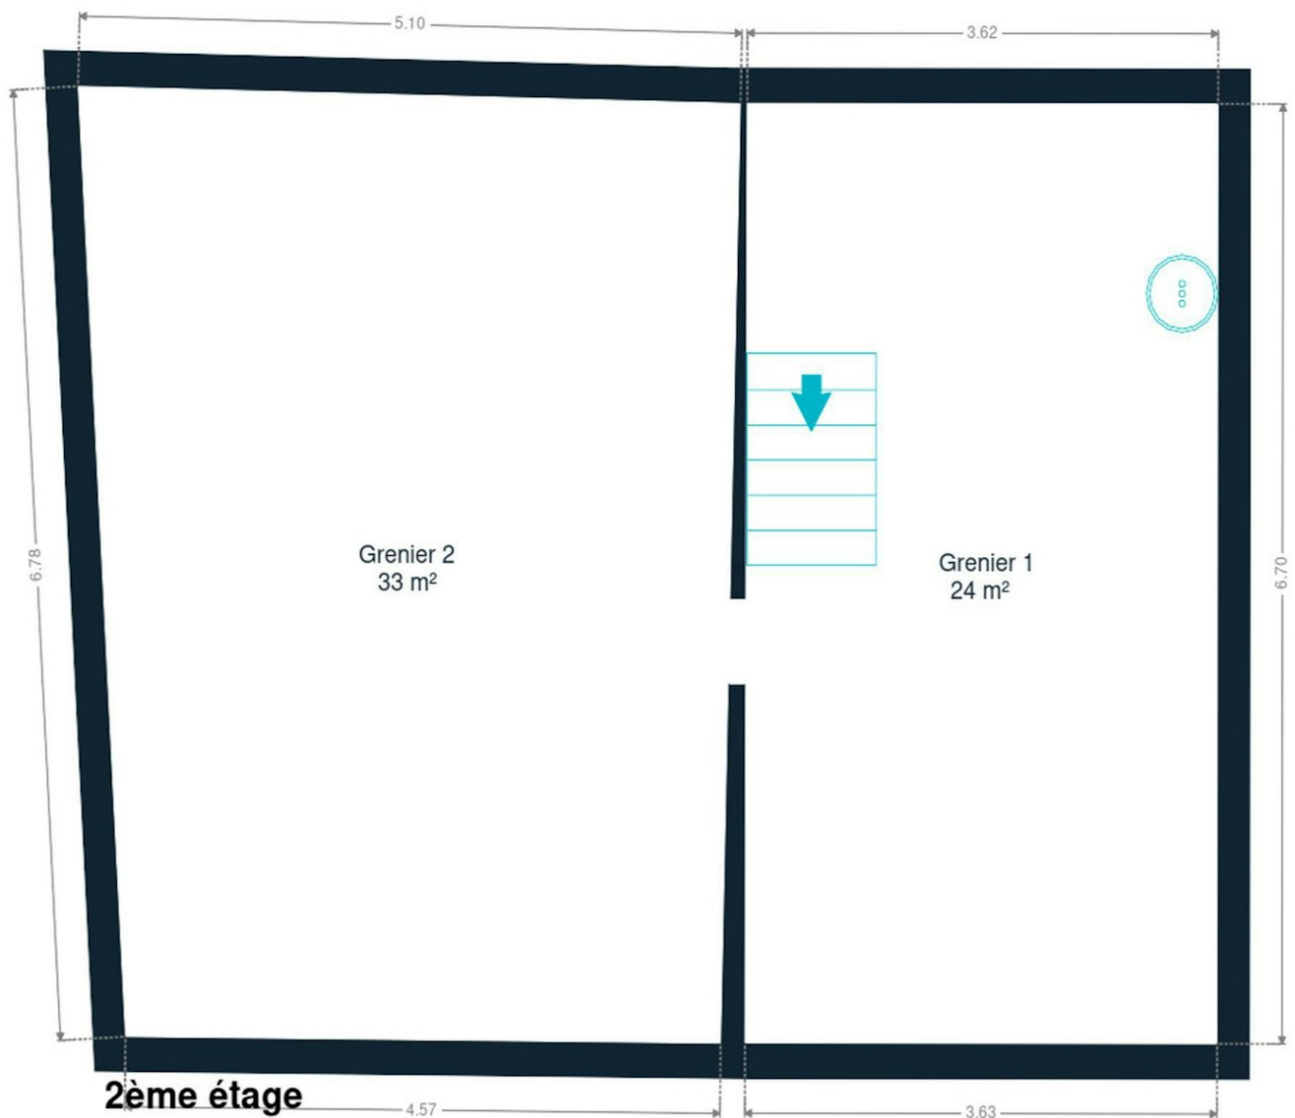 5.10
3.62
6.78
Grenier 2
33 m²
Grenier 1
24 m²
6.70
2ème étage
4.57
3.63